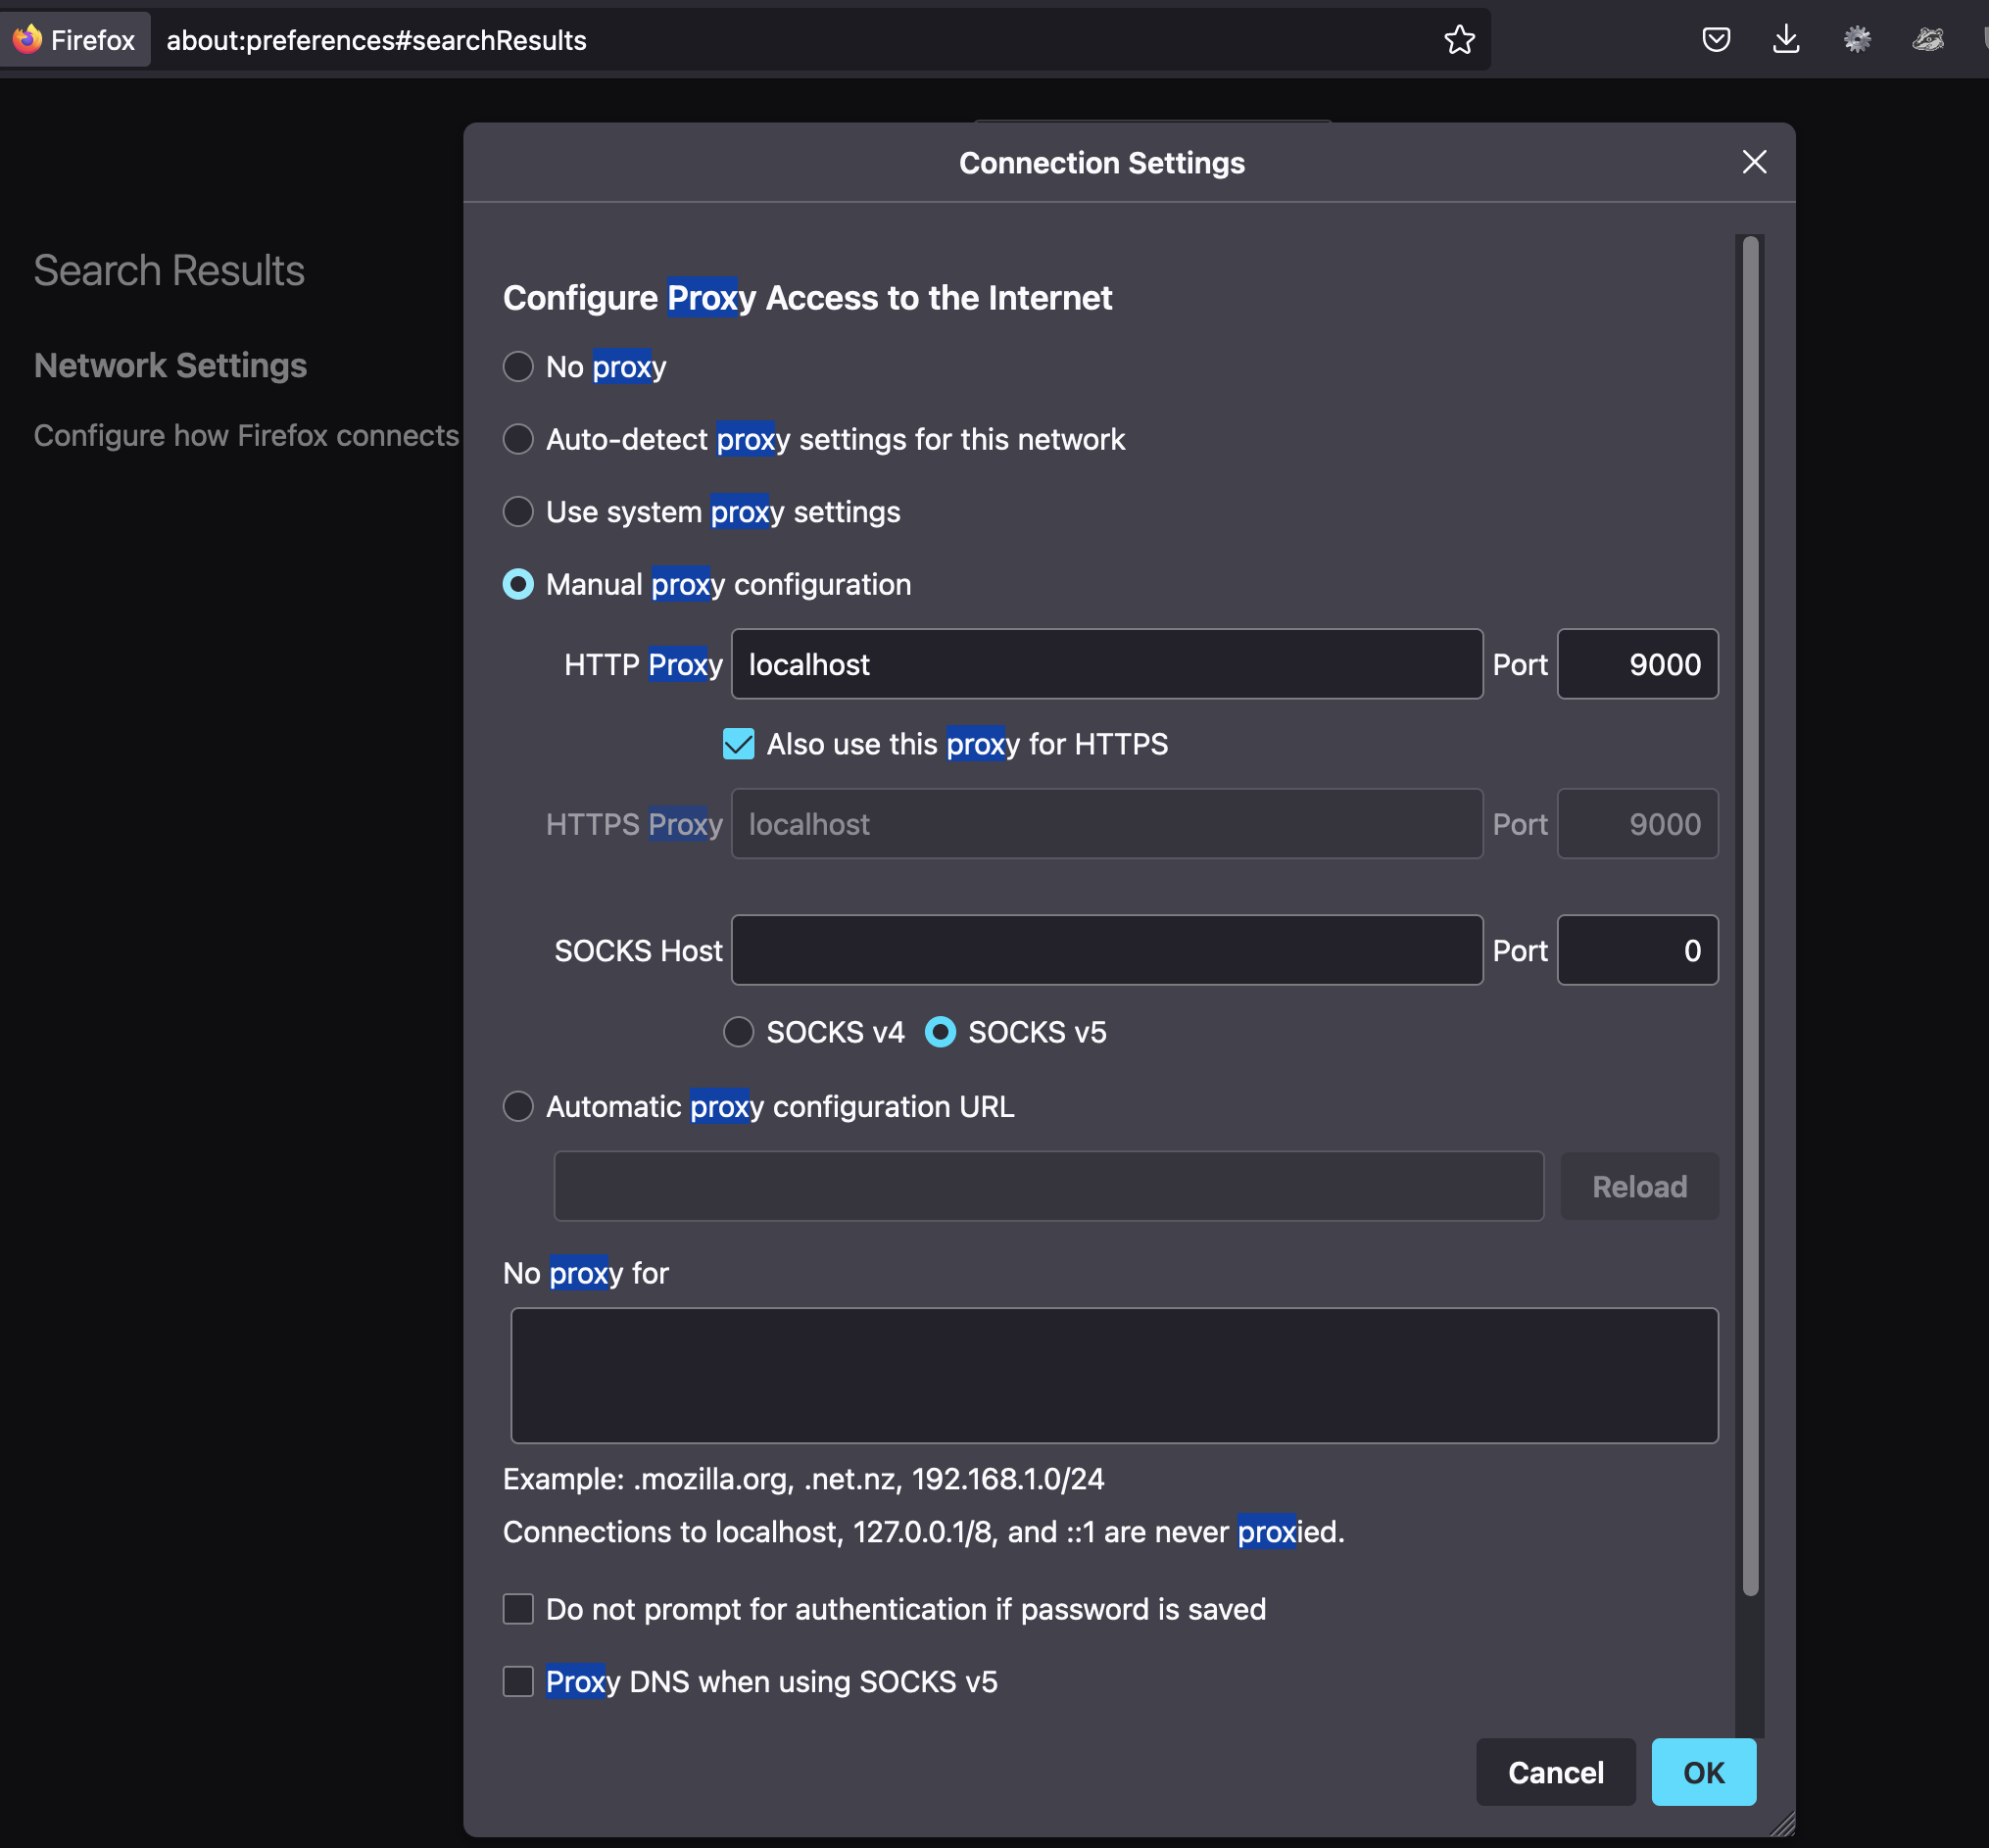 Firefox about:preferences#searchResults
Connection Settings
Search Results
Configure Proxy Access to the Internet
Network Settings
No proxy
Configure how Firefox connects
Auto-detect proxy settings for this network
Use system proxy settings
Manual proxy configuration
HTTP Proxy localhost Port 9000
Also use this proxy for HTTPS
HTTPS Proxy localhost Port 9000
SOCKS Host Port 0
SOCKS v4 SOCKS v5
Automatic proxy configuration URL
Reload
No proxy for
Example: .mozilla.org, .net.nz, 192.168.1.0/24
Connections to localhost, 127.0.0.1/8, and ::1 are never proxied.
Do not prompt for authentication if password is saved
Proxy DNS when using SOCKS v5
Cancel OK